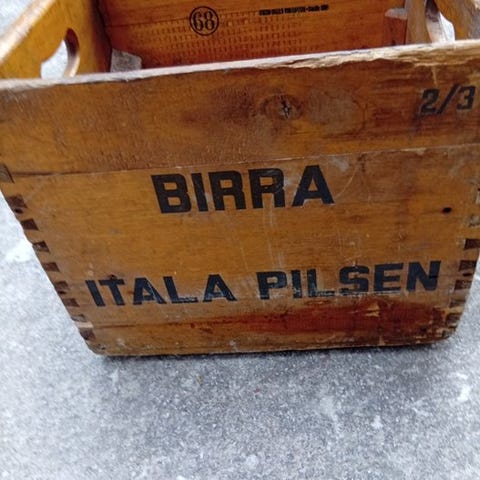 68
2/3
BIRRA
ITALA PILSEN